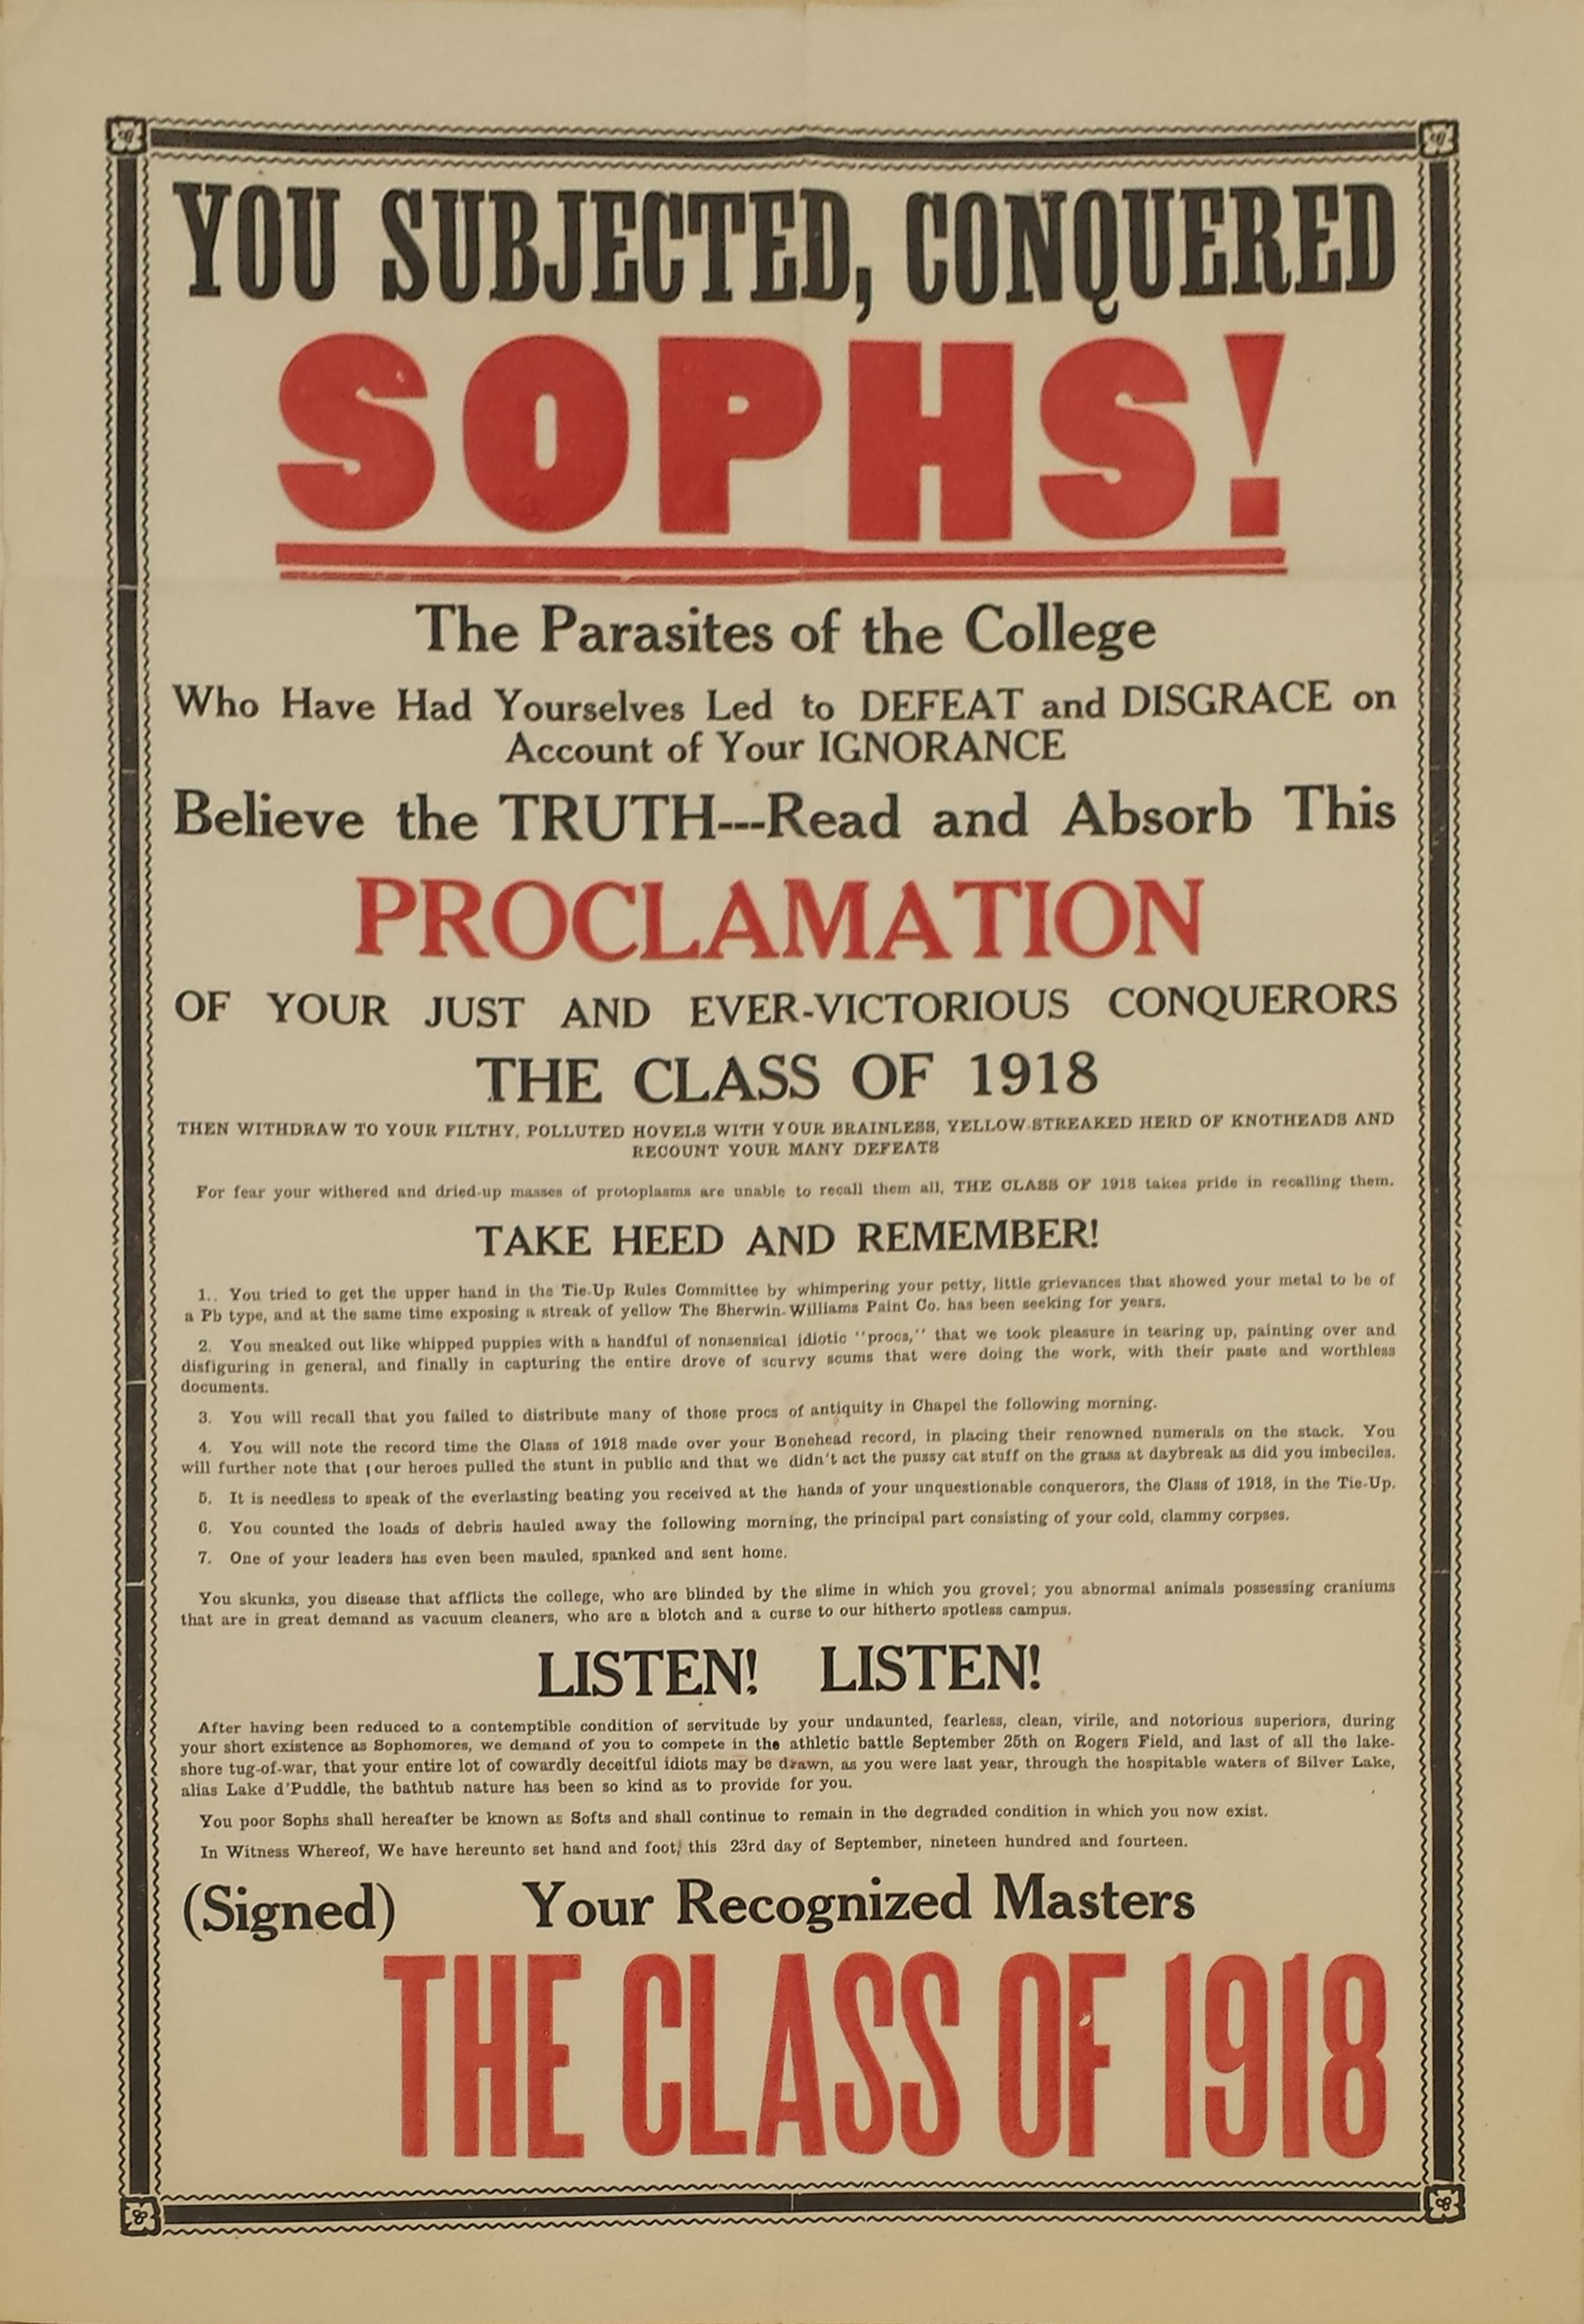 YOU SUBJECTED, CONQUERED
SOPHS!
The Parasites of the College
Who Have Had Yourselves Led to DEFEAT and DISGRACE on
Account of Your IGNORANCE
Believe the TRUTH---Read and Absorb This
PROCLAMATION
OF YOUR JUST AND EVER-VICTORIOUS CONQUERORS
THE CLASS OF 1918
THEN WITHDRAW TO YOUR FILTHY, POLLUTED HOVELS WITH YOUR BRAINLESS, YELLOW-STREAKED HERD OF KNOTHEADS AND
RECOUNT YOUR MANY DEFEATS
For fear your withered and dried-up masses of protoplasms are unable to recall them all, THE CLASS OF 1918 takes pride in recalling them.
TAKE HEED AND REMEMBER!
1.. You tried to get the upper hand in the Tie-Up Rules Committee by whimpering your petty, little grievances that showed your metal to be of
a Pb type, and at the same time exposing a streak of yellow The Sherwin-Williams Paint Co. has been seeking for years.
2. You sneaked out like whipped puppies with a handful of nonsensical idiotic "procs," that we took pleasure in tearing up, painting over and
disfiguring in general, and finally in capturing the entire drove of scurvy scums that were doing the work, with their paste and worthless
documents.
3. You will recall that you failed to distribute many of those procs of antiquity in Chapel the following morning.
4. You will note the record time the Class of 1918 made over your Bonehead record, in placing their renowned numerals on the stack. You
will further note that our heroes pulled the stunt in public and that we didn't act the pussy cat stuff on the grass at daybreak as did you imbeciles.
5. It is needless to speak of the everlasting beating you received at the hands of your unquestionable conquerors, the Class of 1918, in the Tie-Up.
6. You counted the loads of debris hauled away the following morning, the principal part consisting of your cold, clammy corpses.
7. One of your leaders has even been mauled, spanked and sent home.
You skunks, you disease that afflicts the college, who are blinded by the slime in which you grovel; you abnormal animals possessing craniums
that are in great demand as vacuum cleaners, who are a blotch and a curse to our hitherto spotless campus.
LISTEN! LISTEN!
After having been reduced to a contemptible condition of servitude by your undaunted, fearless, clean, virile, and notorious superiors, during
your short existence as Sophomores, we demand of you to compete in the athletic battle September 25th on Rogers Field, and last of all the lake-
shore tug-of-war, that your entire lot of cowardly deceitful idiots may be drawn, as you were last year, through the hospitable waters of Silver Lake,
alias Lake d'Puddle, the bathtub nature has been so kind as to provide for you.
You poor Sophs shall hereafter be known as Softs and shall continue to remain in the degraded condition in which you now exist.
In Witness Whereof, We have hereunto set hand and foot, this 23rd day of September, nineteen hundred and fourteen.
(Signed) Your Recognized Masters
THE CLASS OF 1918